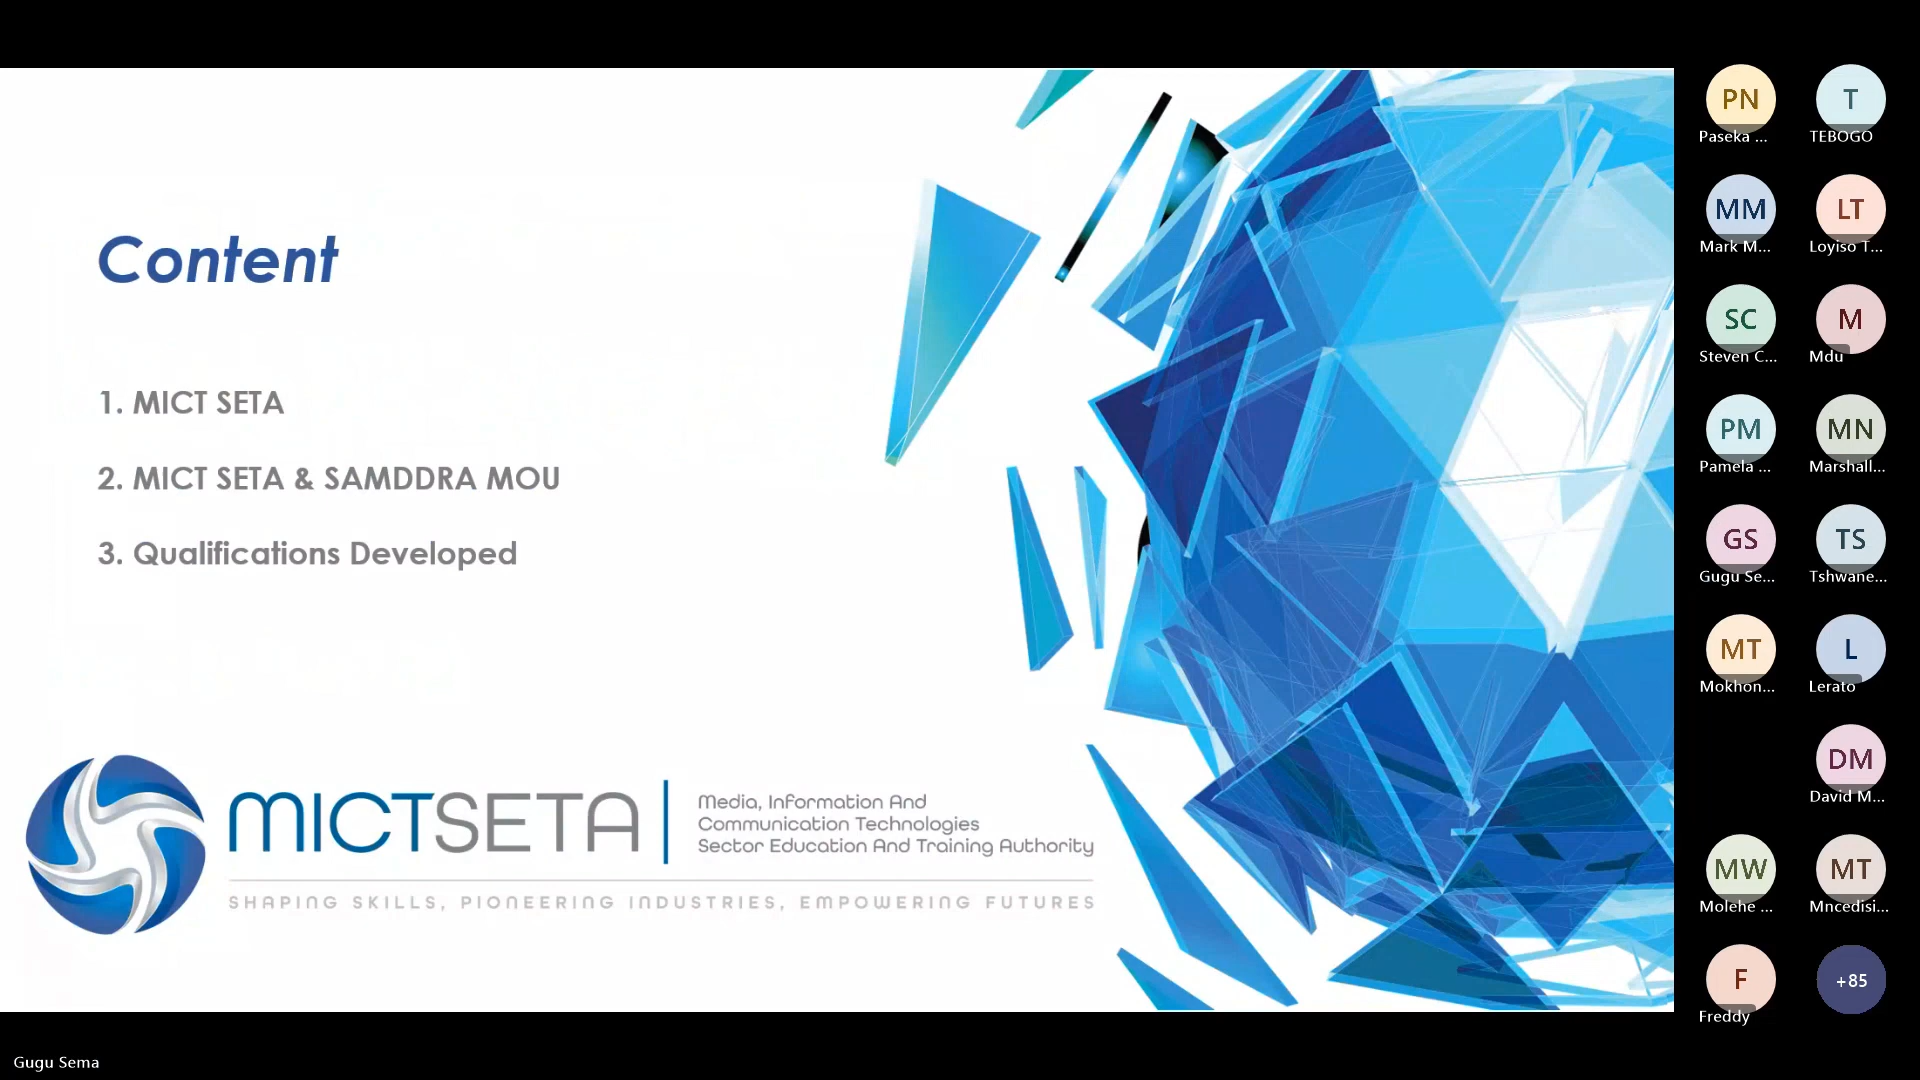 Content
1. MICT SETA
2. MICT SETA & SAMDDRA MOU
3. Qualifications Developed
MICTSETA
Media, Information And
Communication Technologies
Sector Education And Training Authority
SHAPING SKILLS, PIONEERING INDUSTRIES, EMPOWERING FUTURES
PN T
Paseka ... TEBOGO
MM LT
Mark M... Loyiso T...
SC M
Steven C... Mdu
PM MN
Pamela ... Marshall...
GS TS
Gugu Se... Tshwane...
MT L
Mokhon... Lerato
DM
David M...
MW MT
Molehe ... Mncedisi...
F +85
Freddy
Gugu Sema